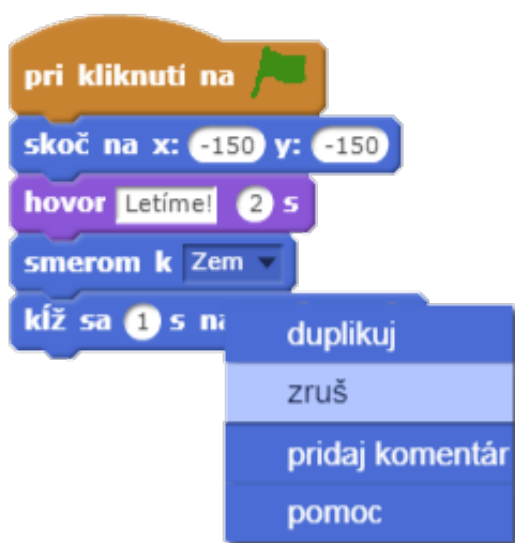 pri kliknutí na
skoč na x: -150 y: -150
hovor Letíme! 2 s
smerom k Zem
kĺž sa 1 s na
duplikuj
zruš
pridaj komentár
pomoc